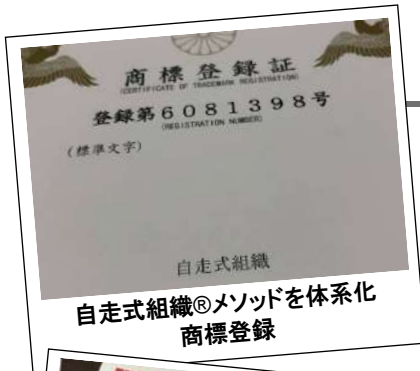 商標登録証
(CERTIFICATE OF TRADEMARK REGISTRATION)
登録第6081398号
(REGISTRATION NUMBER)
(標準文字)
自走式組織
自走式組織®メソッドを体系化
商標登録